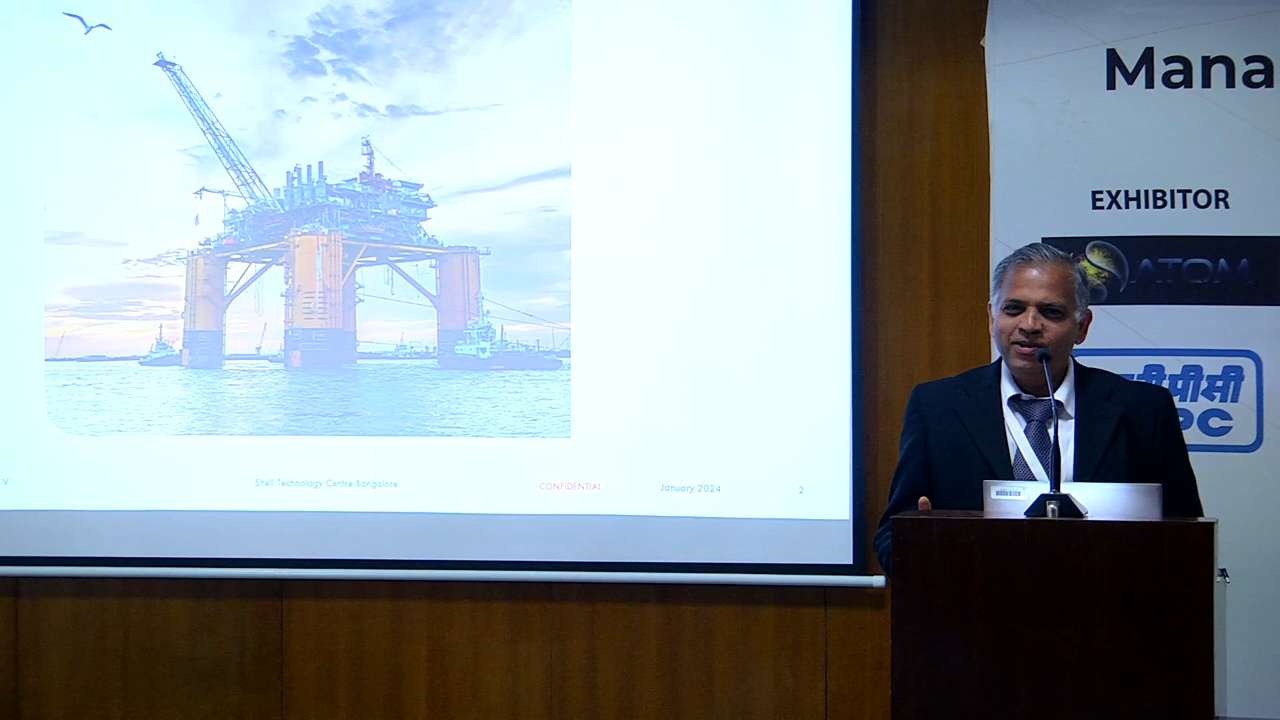 .V.
Shell Technology Centre Bangalore
CONFIDENTIAL
January 2024
2
Mana
EXHIBITOR
ATOM
पीसी
PC